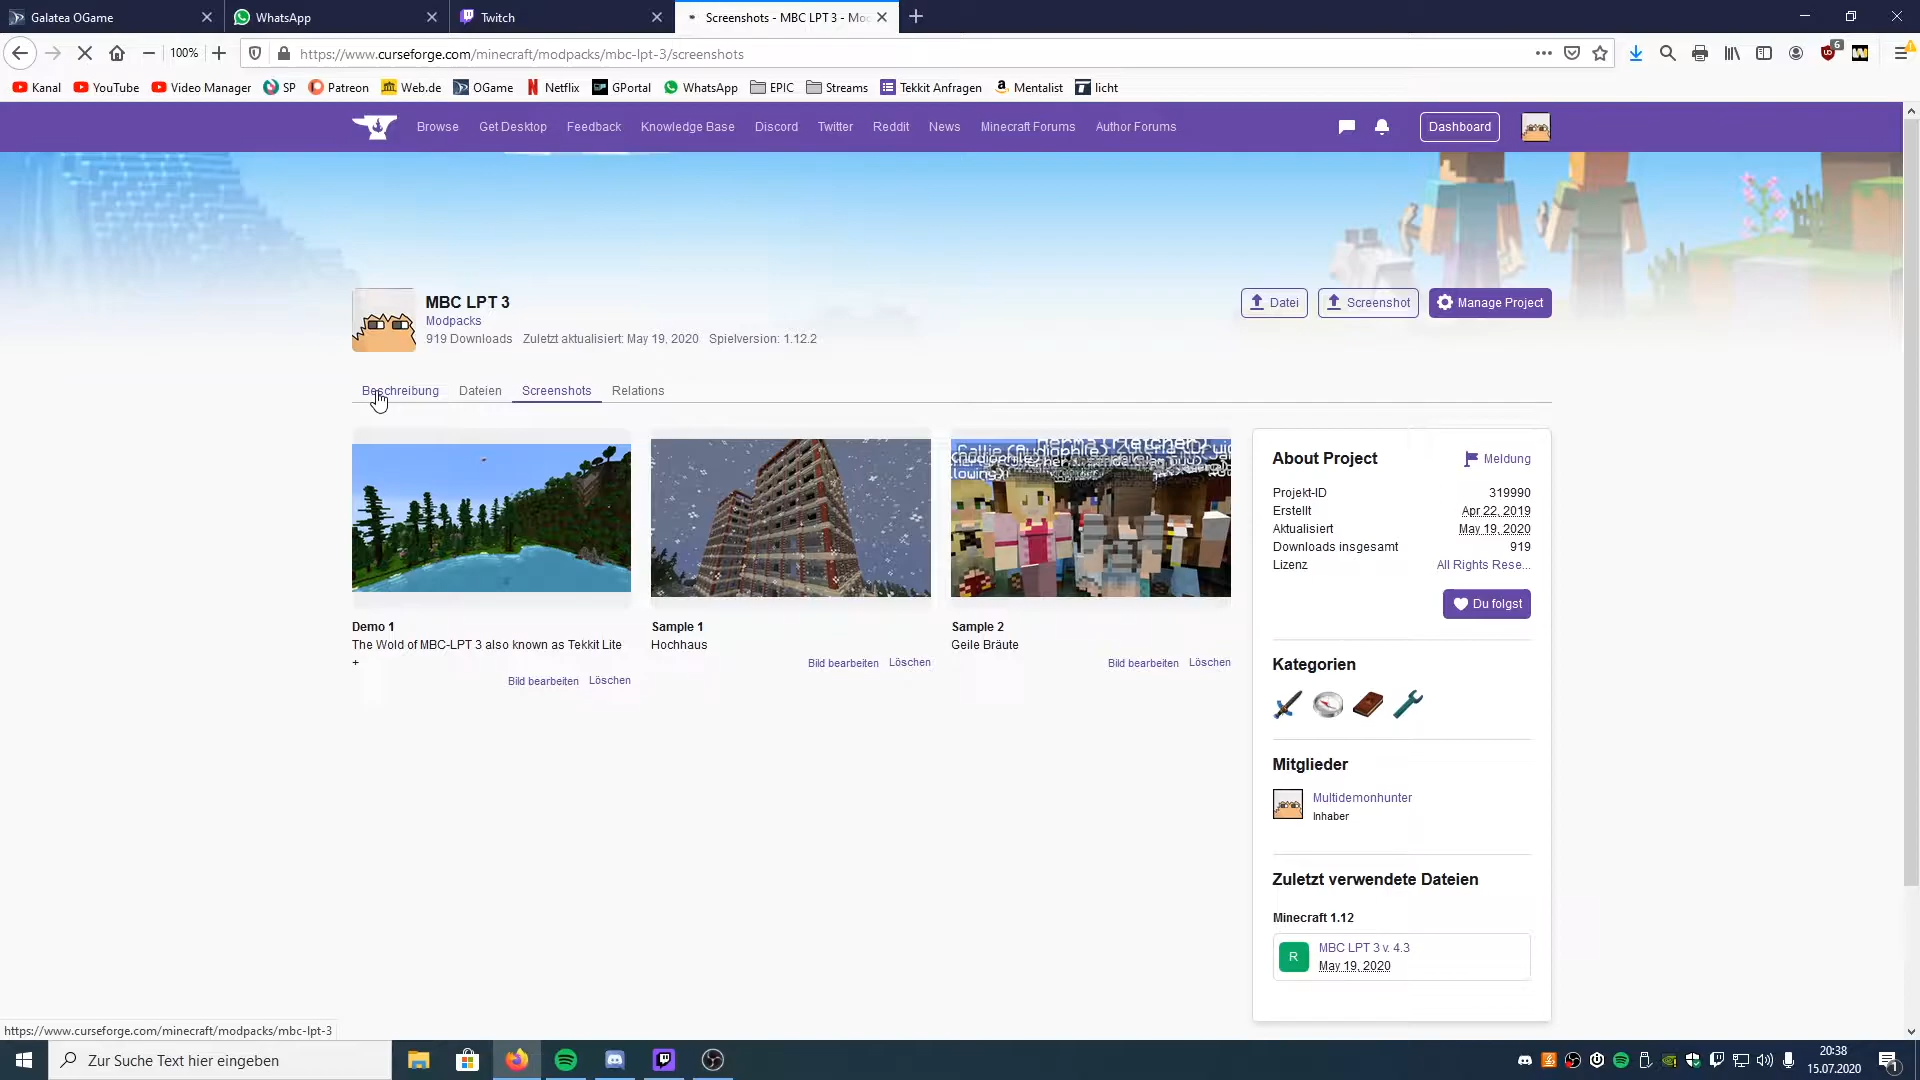 Galatea OGame
WhatsApp
Twitch
Screenshots - MBC LPT 3 - Mo
100%
https://www.curseforge.com/minecraft/modpacks/mbc-lpt-3/screenshots
6
Kanal
YouTube
Video Manager
SP
Patreon
Web.de
OGame
Netflix
GPortal
WhatsApp
EPIC
Streams
Tekkit Anfragen
Mentalist
licht
Browse
Get Desktop
Feedback
Knowledge Base
Discord
Twitter
Reddit
News
Minecraft Forums
Author Forums
Dashboard
MBC LPT 3
Modpacks
919 Downloads Zuletzt aktualisiert: May 19, 2020 Spielversion: 1.12.2
Datei
Screenshot
Manage Project
Beschreibung
Dateien
Screenshots
Relations
Demo 1
The Wold of MBC-LPT 3 also known as Tekkit Lite
+
Bild bearbeiten Löschen
Sample 1
Hochhaus
Bild bearbeiten Löschen
Sample 2
Geile Bräute
Bild bearbeiten Löschen
About Project
Meldung
Projekt-ID 319990
Erstellt Apr 22, 2019
Aktualisiert May 19, 2020
Downloads insgesamt 919
Lizenz All Rights Rese...
Du folgst
Kategorien
Mitglieder
Multidemonhunter
Inhaber
Zuletzt verwendete Dateien
Minecraft 1.12
R
MBC LPT 3 v. 4.3
May 19, 2020
https://www.curseforge.com/minecraft/modpacks/mbc-lpt-3
Zur Suche Text hier eingeben
20:38
15.07.2020
1